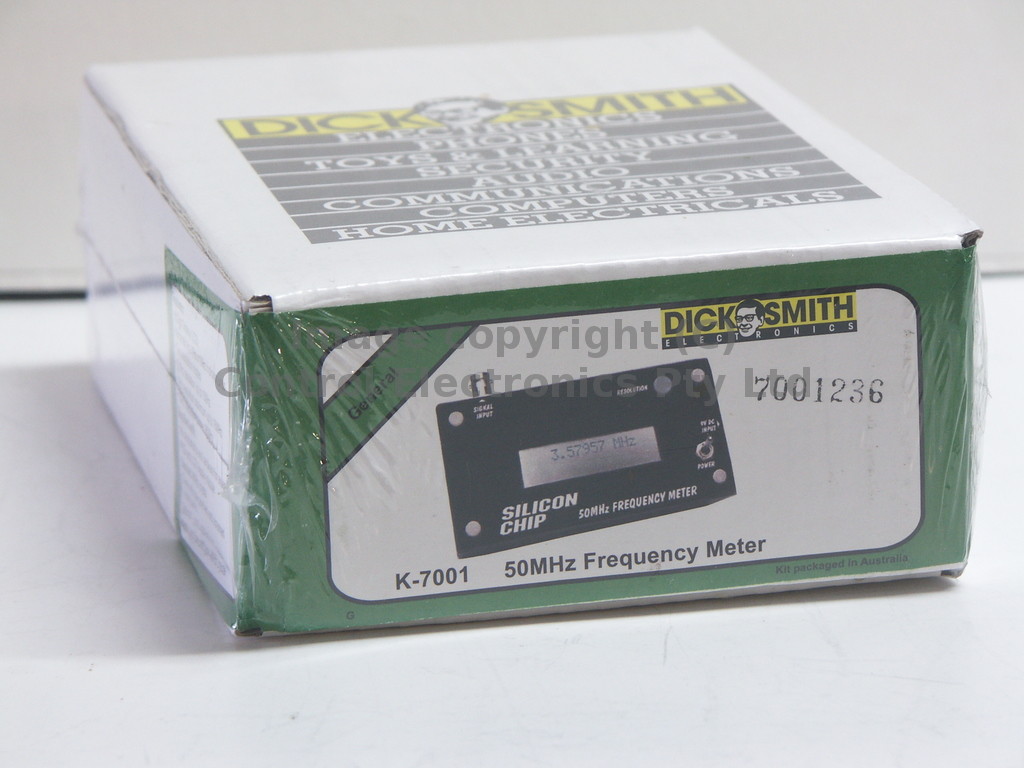 DICK SMITH
ELECTRONICS
PHONES
TOYS & LEARNING
SECURITY
AUDIO
COMMUNICATIONS
COMPUTERS
HOME ELECTRICALS
DICK SMITH
ELECTRONICS
Image Copyright (c)
Control Electronics Pty Ltd
General
7001236
SIGNAL
INPUT
RESOLUTION
9V DC
INPUT
POWER
3.57957 MHz
SILICON
CHIP
50MHz FREQUENCY METER
K-7001 50MHz Frequency Meter
Kit packaged in Australia
G